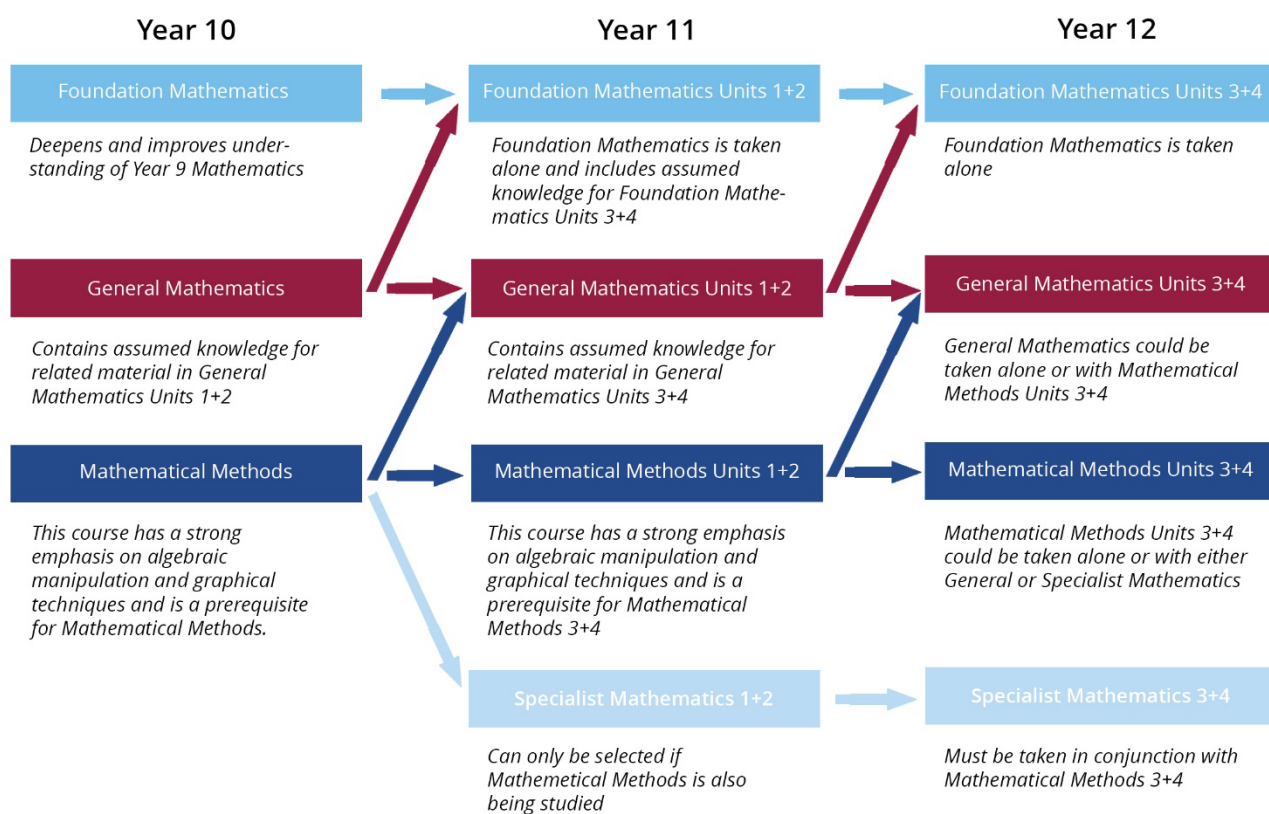 Year 10
Year 11
Year 12
Foundation Mathematics
Foundation Mathematics Units 1+2
Foundation Mathematics Units 3+4
Deepens and improves under-
standing of Year 9 Mathematics
Foundation Mathematics is taken
alone and includes assumed
knowledge for Foundation Mathe-
matics Units 3+4
Foundation Mathematics is taken
alone
General Mathematics
General Mathematics Units 1+2
General Mathematics Units 3+4
Contains assumed knowledge for
related material in General
Mathematics Units 1+2
Contains assumed knowledge for
related material in General
Mathematics Units 3+4
General Mathematics could be
taken alone or with Mathematical
Methods Units 3+4
Mathematical Methods
Mathematical Methods Units 1+2
Mathematical Methods Units 3+4
This course has a strong
emphasis on algebraic
manipulation and graphical
techniques and is a prerequisite
for Mathematical Methods.
This course has a strong emphasis
on algebraic manipulation and
graphical techniques and is a
prerequisite for Mathematical
Methods 3+4
Mathematical Methods Units 3+4
could be taken alone or with either
General or Specialist Mathematics
Specialist Mathematics 1+2
Specialist Mathematics 3+4
Can only be selected if
Mathemetical Methods is also
being studied
Must be taken in conjunction with
Mathematical Methods 3+4